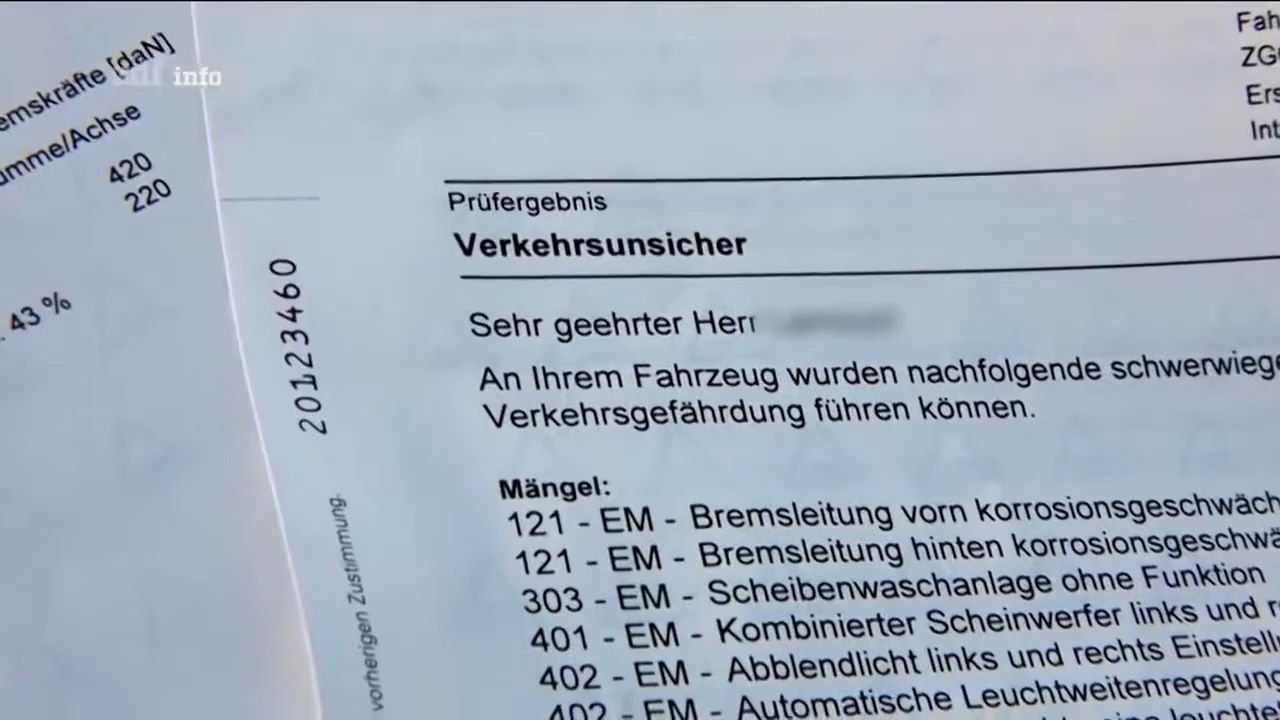 emskräfte [daN]
umme/Achse
420
220
43 %
info
20123460
vorherigen Zustimmung.
Fah
ZG
Ers
Int
Prüfergebnis
Verkehrsunsicher
Sehr geehrter Herr
An Ihrem Fahrzeug wurden nachfolgende schwerwiege
Verkehrsgefährdung führen können.
Mängel:
121 - EM - Bremsleitung vorn korrosionsgeschwäch
121 - EM - Bremsleitung hinten korrosionsgeschwä
303 - EM - Scheibenwaschanlage ohne Funktion
401 - EM - Kombinierter Scheinwerfer links und r
402 - EM - Abblendlicht links und rechts Einstell
402 - EM - Automatische Leuchtweitenregelung